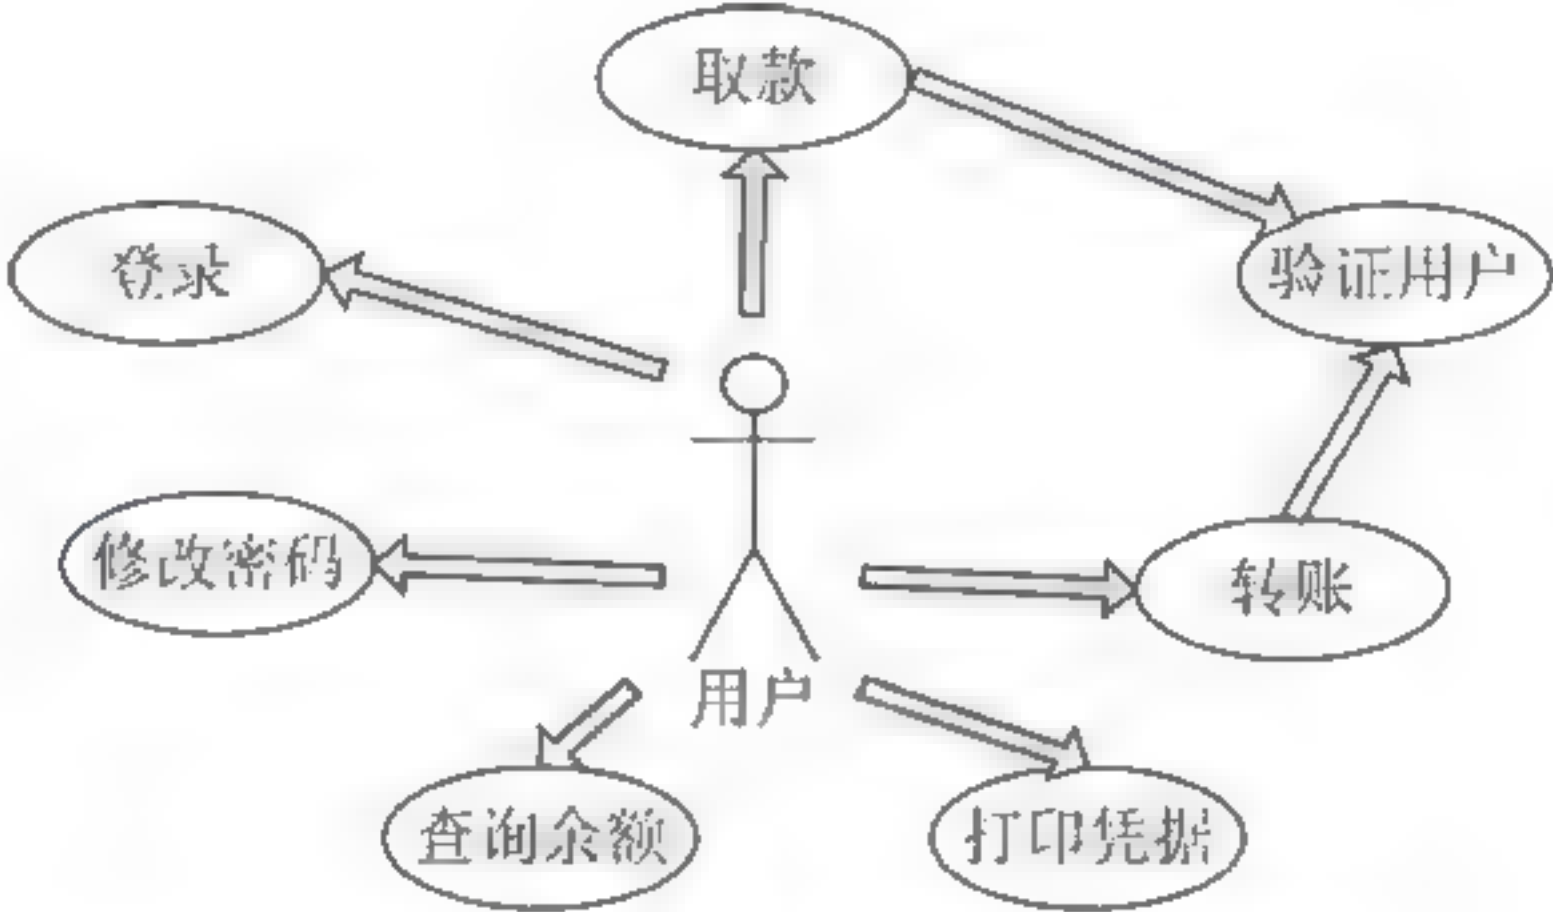 取款
登录
验证用户
修改密码
转账
用户
查询余额
打印凭据